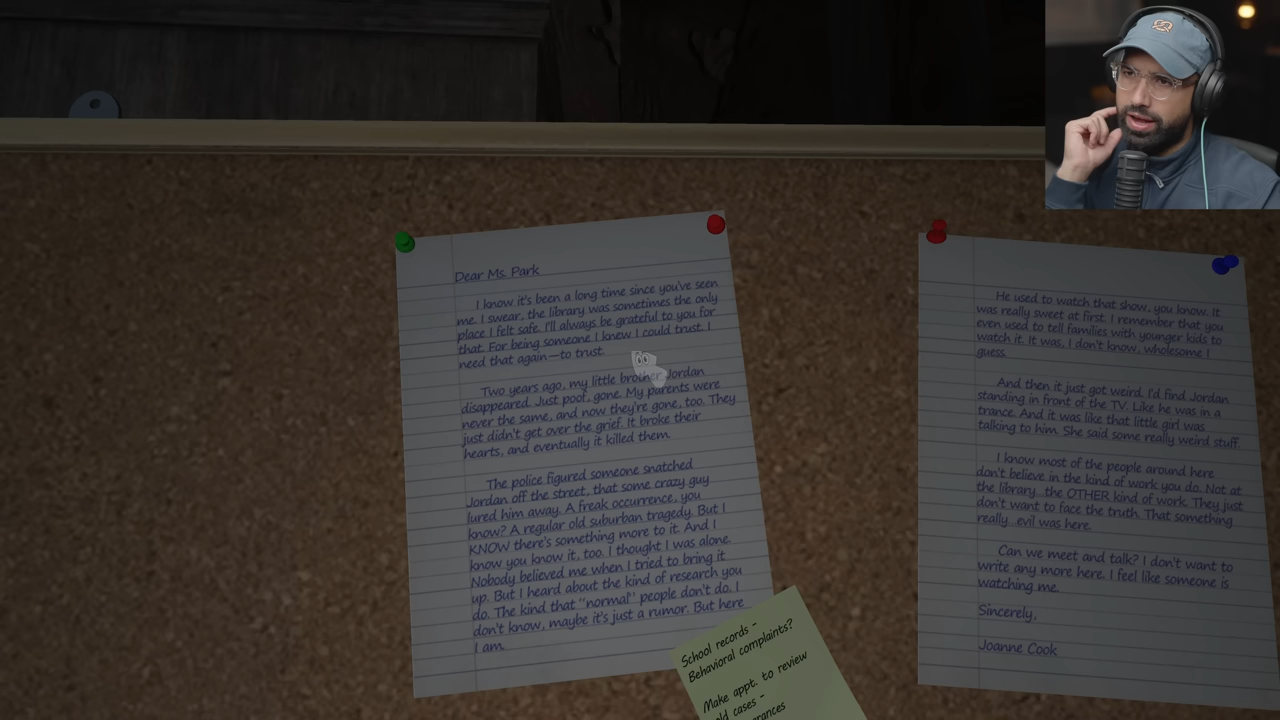 Dear Ms. Park
I know it's been a long time since you've seen
me. I swear, the library was sometimes the only
place I felt safe. I'll always be grateful to you for
that. For being someone I knew I could trust. I
need that again—to trust.
Two years ago, my little brother Jordan
disappeared. Just poof, gone. My parents were
never the same, and now they're gone, too. They
just didn't get over the grief. It broke their
hearts, and eventually it killed them.
The police figured someone snatched
Jordan off the street, that some crazy guy
lured him away. A freak occurrence, you
know? A regular old suburban tragedy. But I
KNOW there's something more to it. And I
know you know it, too. I thought I was alone.
Nobody believed me when I tried to bring it
up. But I heard about the kind of research you
do. The kind that "normal" people don't do. I
don't know, maybe it's just a rumor. But here
I am.
School records -
Behavioral complaints?
Make appt. to review
old cases -
He used to watch that show, you know. It
was really sweet at first. I remember that you
even used to tell families with younger kids to
watch it. It was, I don't know, wholesome I
guess.
And then it just got weird. I'd find Jordan
standing in front of the TV. Like he was in a
trance. And it was like that little girl was
talking to him. She said some really weird stuff.
I know most of the people around here
don't believe in the kind of work you do. Not at
the library...the OTHER kind of work. They just
don't want to face the truth. That something
really...evil was here.
Can we meet and talk? I don't want to
write any more here. I feel like someone is
watching me.
Sincerely,
Joanne Cook